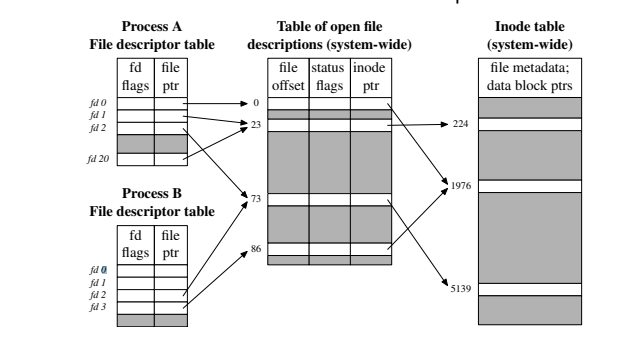 Process A
File descriptor table
fd
flags
file
ptr
fd 0
fd 1
fd 2
fd 20
Process B
File descriptor table
fd
flags
file
ptr
fd 0
fd 1
fd 2
fd 3
Table of open file
descriptions (system-wide)
file
offset
status
flags
inode
ptr
0
23
73
86
Inode table
(system-wide)
file metadata;
data block ptrs
224
1976
5139